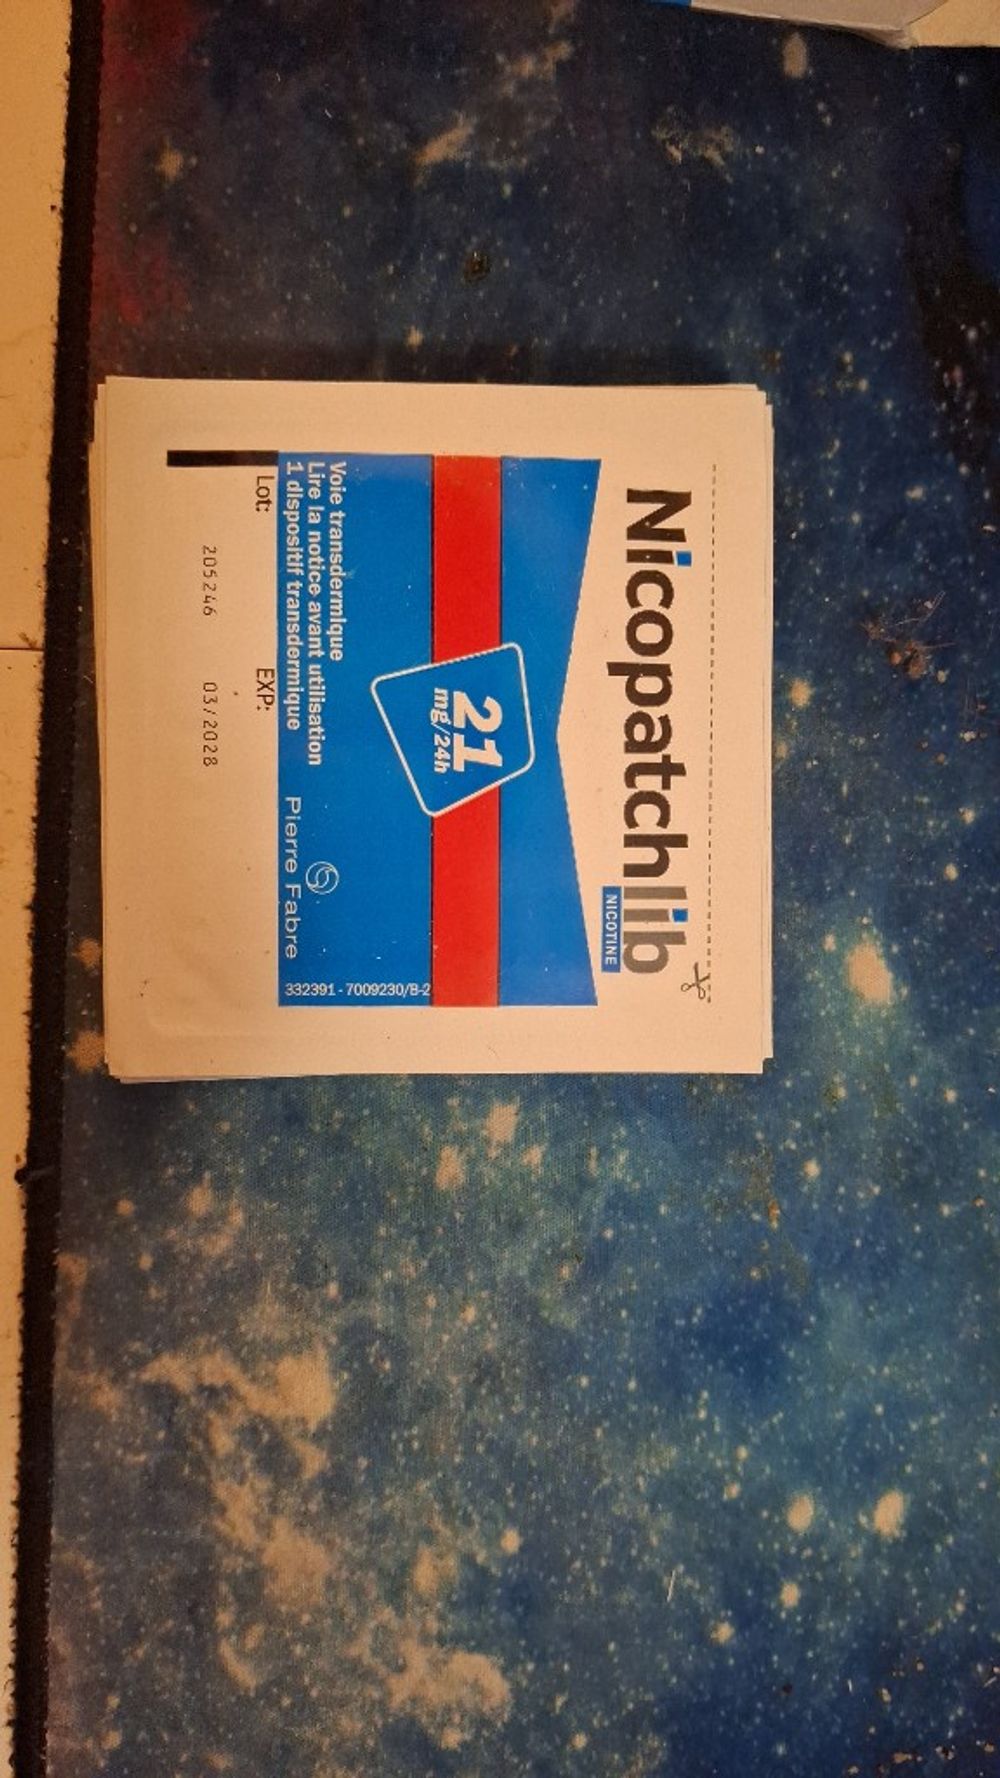 Nicopatchlib
NICOTINE
21
mg/24h
Voie transdermique
Lire la notice avant utilisation
1 dispositif transdermique
Pierre Fabre
332391 - 7009230/B-2
Lot: EXP:
205246 03/2028